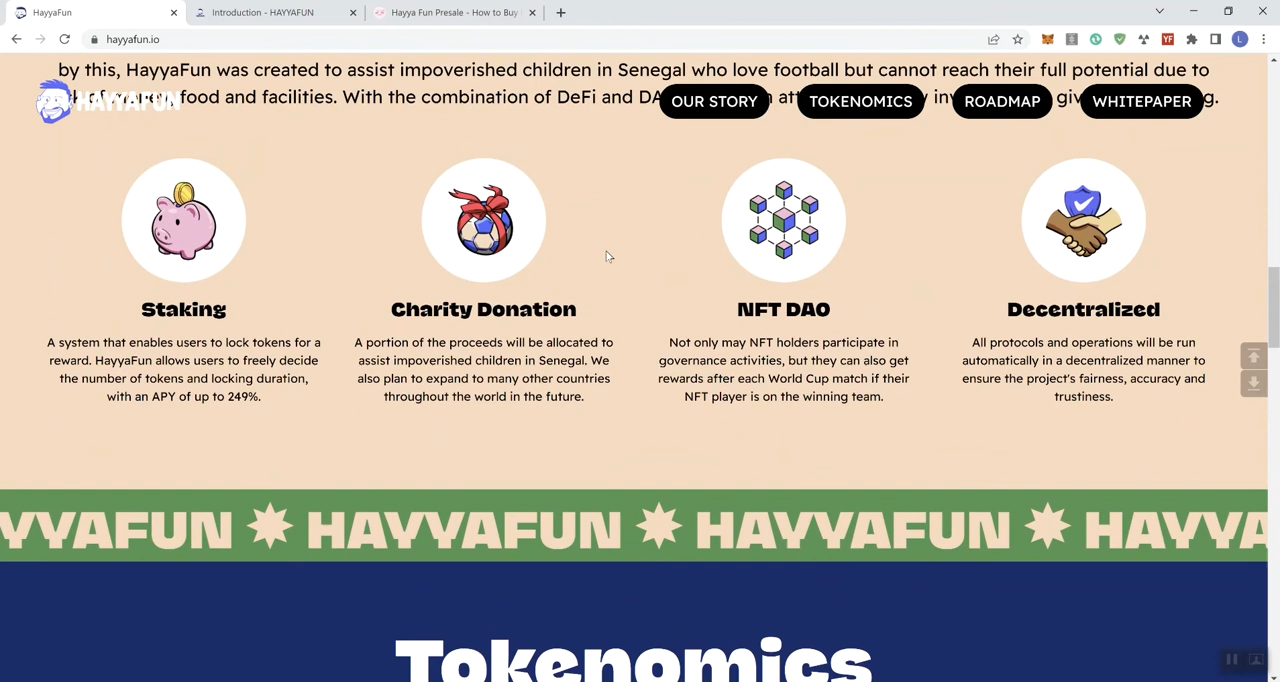 HayyaFun
Introduction - HAYYAFUN
Hayya Fun Presale - How to Buy
hayyafun.io
YF
L
by this, HayyaFun was created to assist impoverished children in Senegal who love football but cannot reach their full potential due to
food and facilities. With the combination of DeFi and
HAYYAFUN
OUR STORY
TOKENOMICS
ROADMAP
WHITEPAPER
Staking
A system that enables users to lock tokens for a
reward. HayyaFun allows users to freely decide
the number of tokens and locking duration,
with an APY of up to 249%.
Charity Donation
A portion of the proceeds will be allocated to
assist impoverished children in Senegal. We
also plan to expand to many other countries
throughout the world in the future.
NFT DAO
Not only may NFT holders participate in
governance activities, but they can also get
rewards after each World Cup match if their
NFT player is on the winning team.
Decentralized
All protocols and operations will be run
automatically in a decentralized manner to
ensure the project's fairness, accuracy and
trustiness.
YYAFUN HAYYAFUN HAYYAFUN HAYYA
Tokenomics